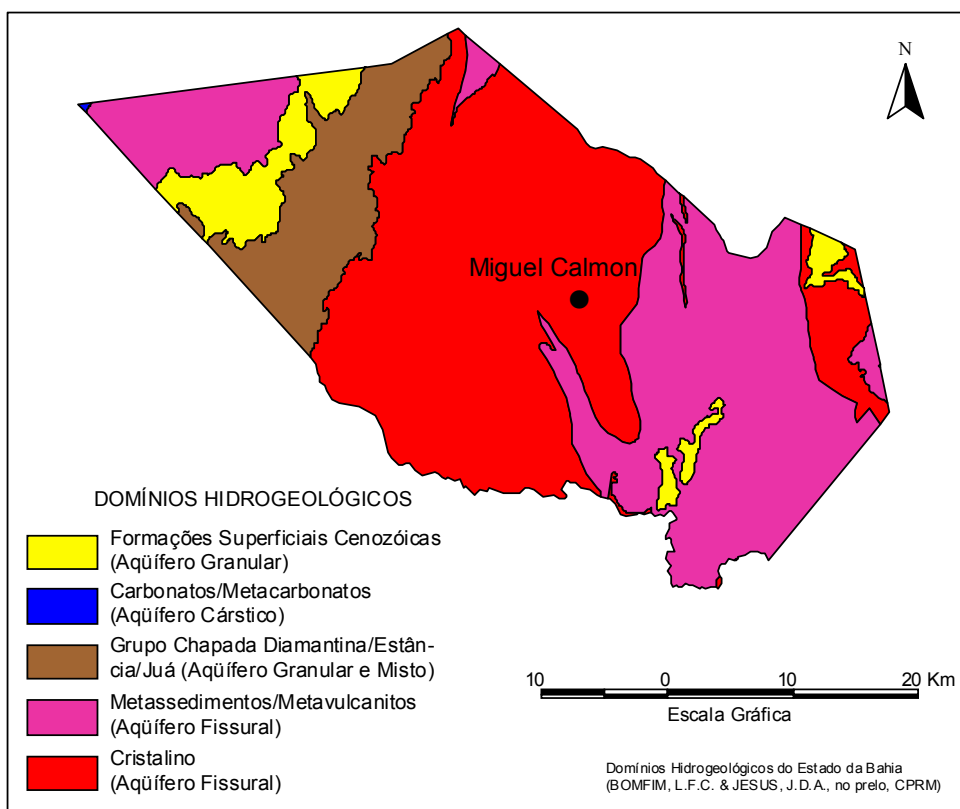 N
Miguel Calmon
DOMÍNIOS HIDROGEOLÓGICOS
Formações Superficiais Cenozóicas
(Aqüífero Granular)
Carbonatos/Metacarbonatos
(Aqüífero Cárstico)
Grupo Chapada Diamantina/Estân-
cia/Juá (Aqüífero Granular e Misto)
Metassedimentos/Metavulcanitos
(Aqüífero Fissural)
Cristalino
(Aqüífero Fissural)
10 0 10 20 Km
Escala Gráfica
Domínios Hidrogeológicos do Estado da Bahia
(BOMFIM, L.F.C. & JESUS, J.D.A., no prelo, CPRM)